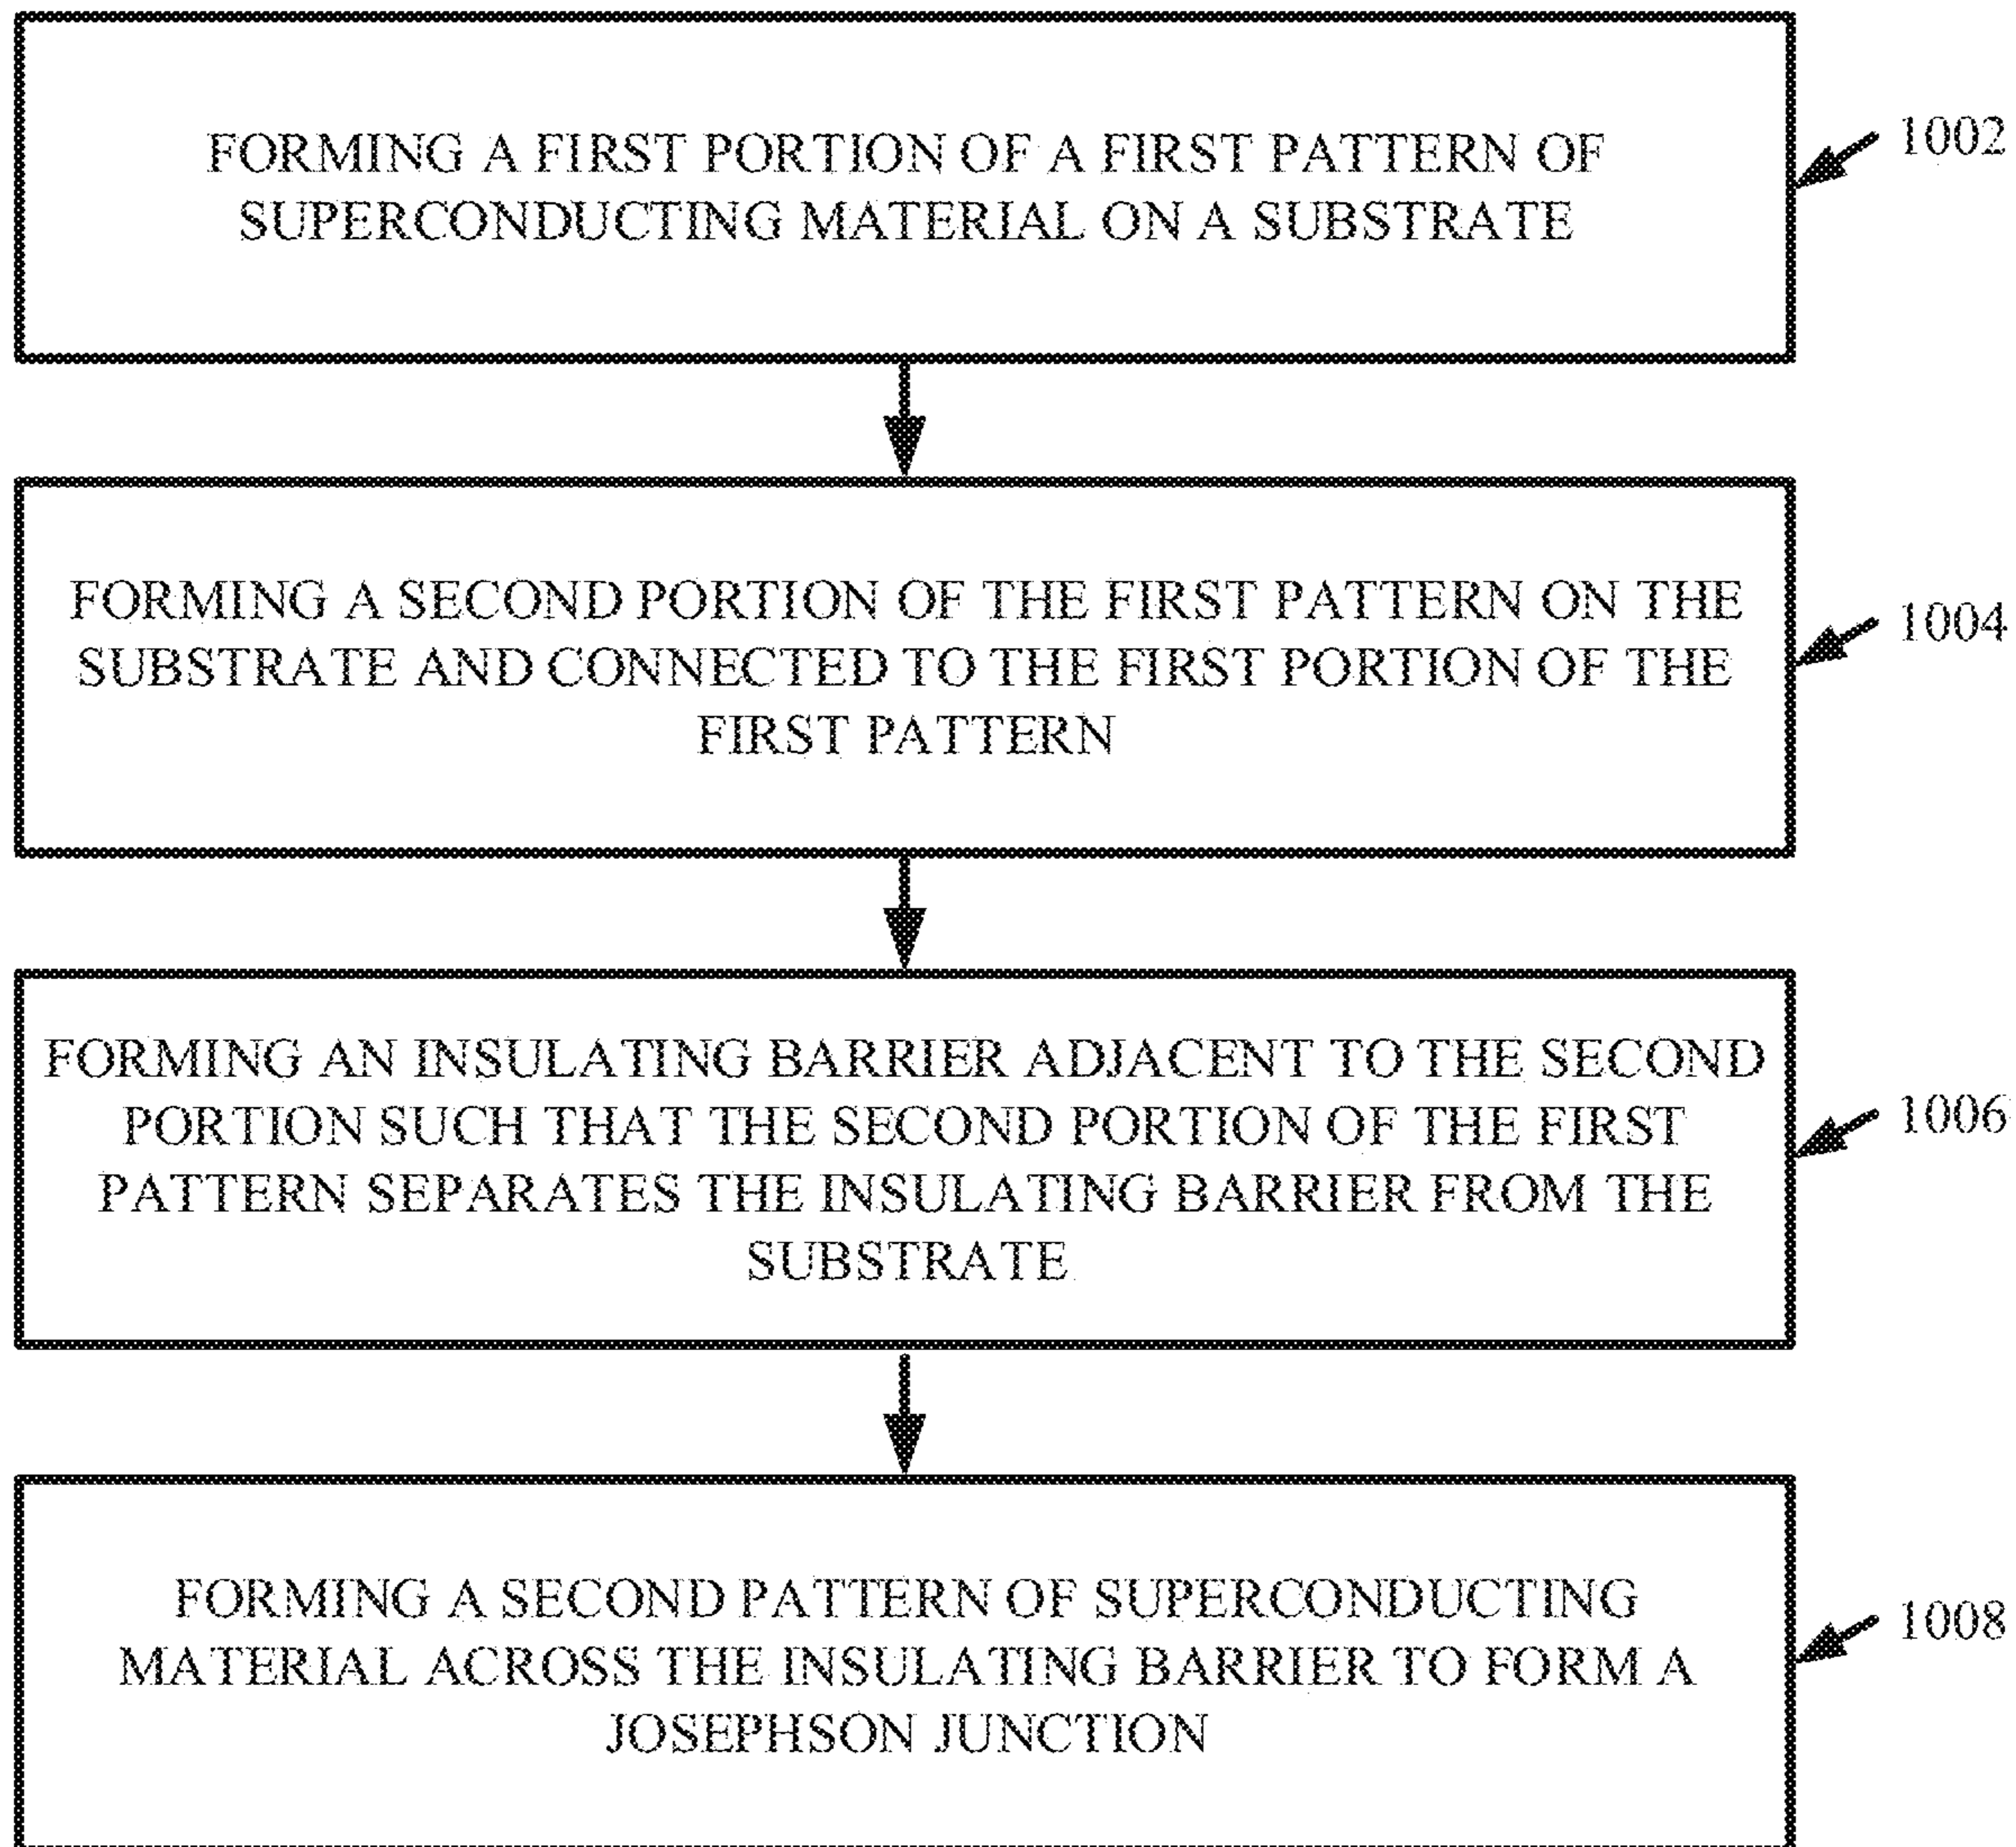 FORMING A FIRST PORTION OF A FIRST PATTERN OF
SUPERCONDUCTING MATERIAL ON A SUBSTRATE
1002
FORMING A SECOND PORTION OF THE FIRST PATTERN ON THE
SUBSTRATE AND CONNECTED TO THE FIRST PORTION OF THE
FIRST PATTERN
1004
FORMING AN INSULATING BARRIER ADJACENT TO THE SECOND
PORTION SUCH THAT THE SECOND PORTION OF THE FIRST
PATTERN SEPARATES THE INSULATING BARRIER FROM THE
SUBSTRATE
1006
FORMING A SECOND PATTERN OF SUPERCONDUCTING
MATERIAL ACROSS THE INSULATING BARRIER TO FORM A
JOSEPHSON JUNCTION
1008